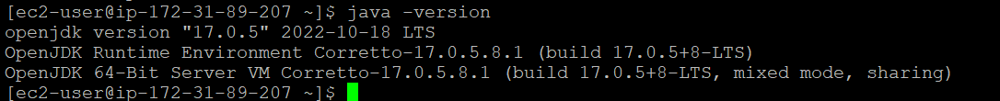 [ec2-user@ip-172-31-89-207 ~]$ java -version
openjdk version "17.0.5" 2022-10-18 LTS
OpenJDK Runtime Environment Corretto-17.0.5.8.1 (build 17.0.5+8-LTS)
OpenJDK 64-Bit Server VM Corretto-17.0.5.8.1 (build 17.0.5+8-LTS, mixed mode, sharing)
[ec2-user@ip-172-31-89-207 ~]$